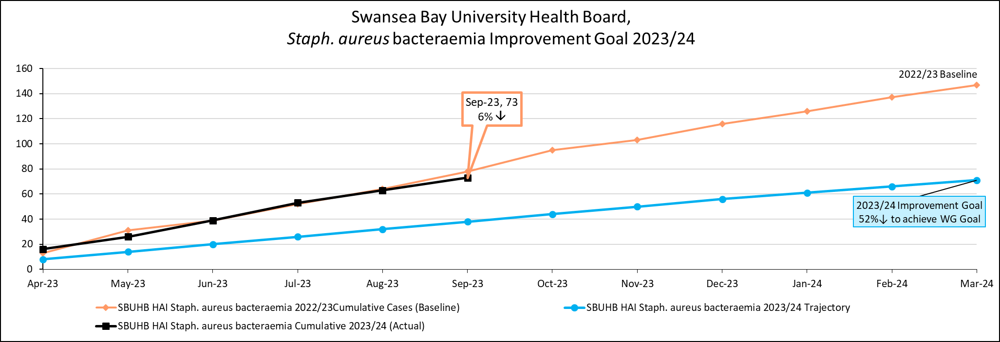 Swansea Bay University Health Board,
Staph. aureus bacteraemia Improvement Goal 2023/24
160
140
120
100
80
60
40
20
0
2022/23 Baseline
Sep-23, 73
6% ↓
2023/24 Improvement Goal
52%↓ to achieve WG Goal
Apr-23 May-23 Jun-23 Jul-23 Aug-23 Sep-23 Oct-23 Nov-23 Dec-23 Jan-24 Feb-24 Mar-24
SBUHB HAI Staph. aureus bacteraemia 2022/23Cumulative Cases (Baseline)
SBUHB HAI Staph. aureus bacteraemia 2023/24 Trajectory
SBUHB HAI Staph. aureus bacteraemia Cumulative 2023/24 (Actual)